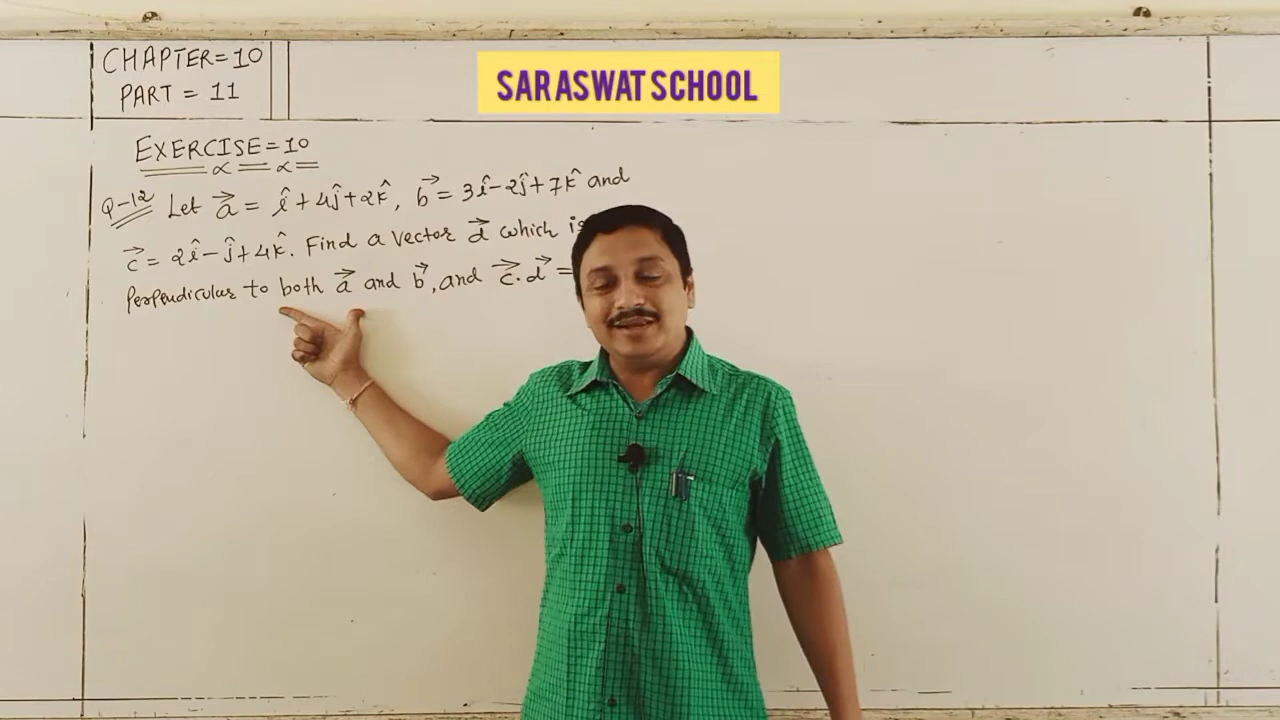 CHAPTER=10
PART = 11
SARASWAT SCHOOL
EXERCISE=10
Q-12 Let a⃗ = î+4ĵ+2k̂, b⃗ = 3î-2ĵ+7k̂ and
c⃗ = 2î-ĵ+4k̂. Find a vector d⃗ which is
perpendicular to both a⃗ and b⃗, and c⃗.d⃗ =